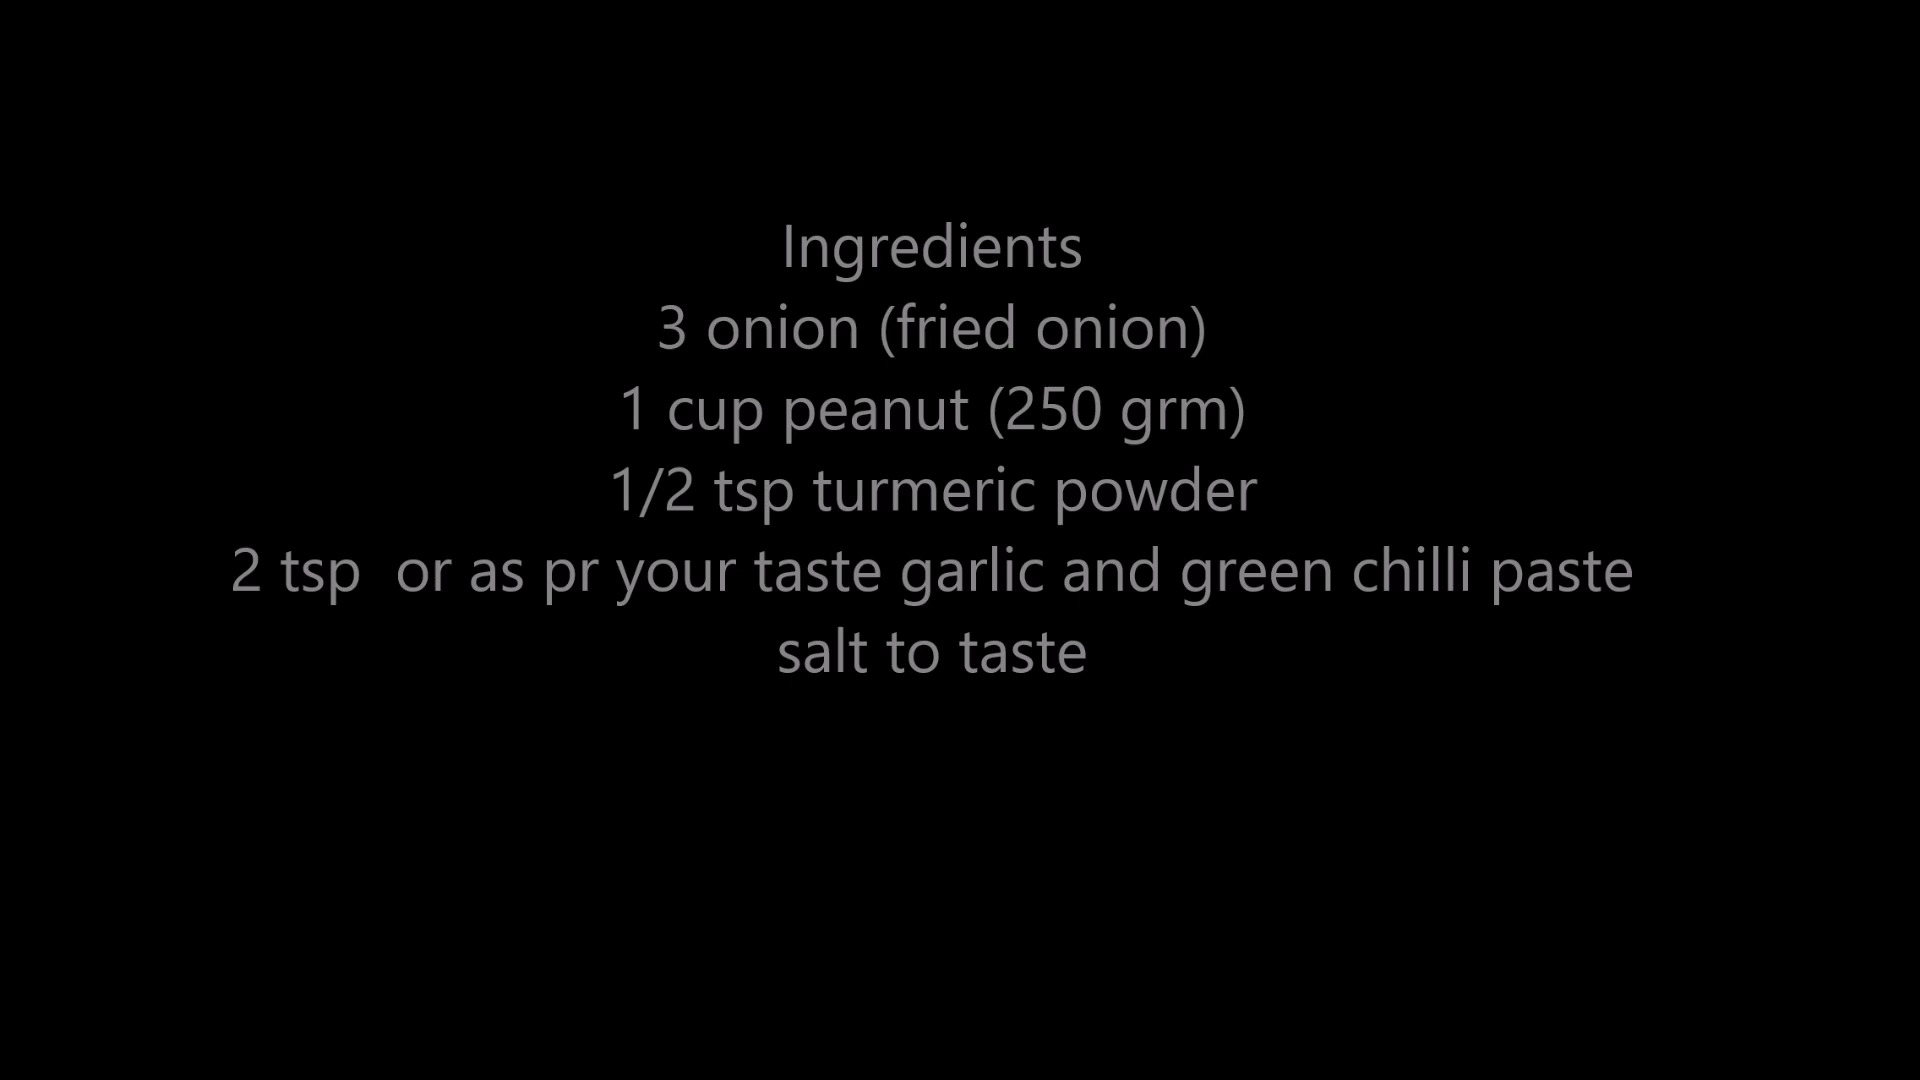 Ingredients
3 onion (fried onion)
1 cup peanut (250 grm)
1/2 tsp turmeric powder
2 tsp  or as pr your taste garlic and green chilli paste
salt to taste